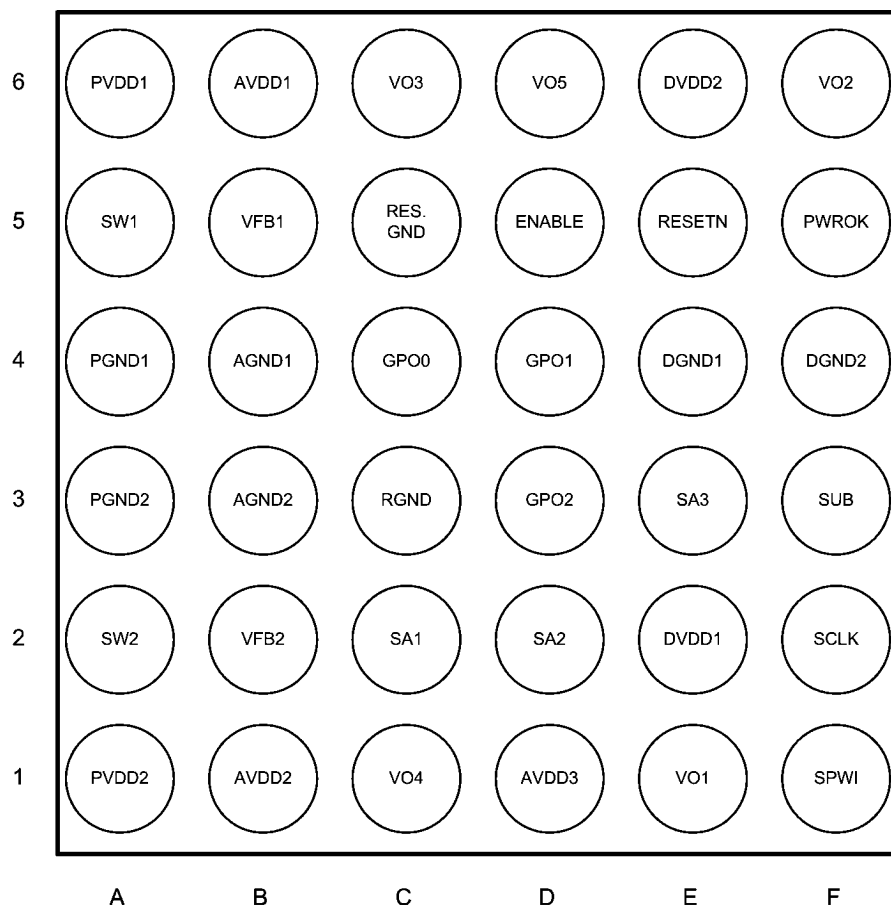 6 PVDD1 AVDD1 VO3 VO5 DVDD2 VO2
5 SW1 VFB1 RES. GND ENABLE RESETN PWROK
4 PGND1 AGND1 GPO0 GPO1 DGND1 DGND2
3 PGND2 AGND2 RGND GPO2 SA3 SUB
2 SW2 VFB2 SA1 SA2 DVDD1 SCLK
1 PVDD2 AVDD2 VO4 AVDD3 VO1 SPWI
A B C D E F